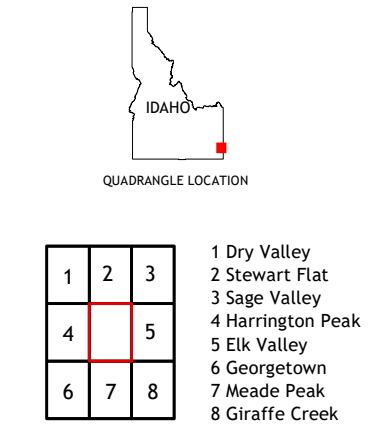 IDAHO
QUADRANGLE LOCATION
1 2 3
4 5
6 7 8
1 Dry Valley
2 Stewart Flat
3 Sage Valley
4 Harrington Peak
5 Elk Valley
6 Georgetown
7 Meade Peak
8 Giraffe Creek